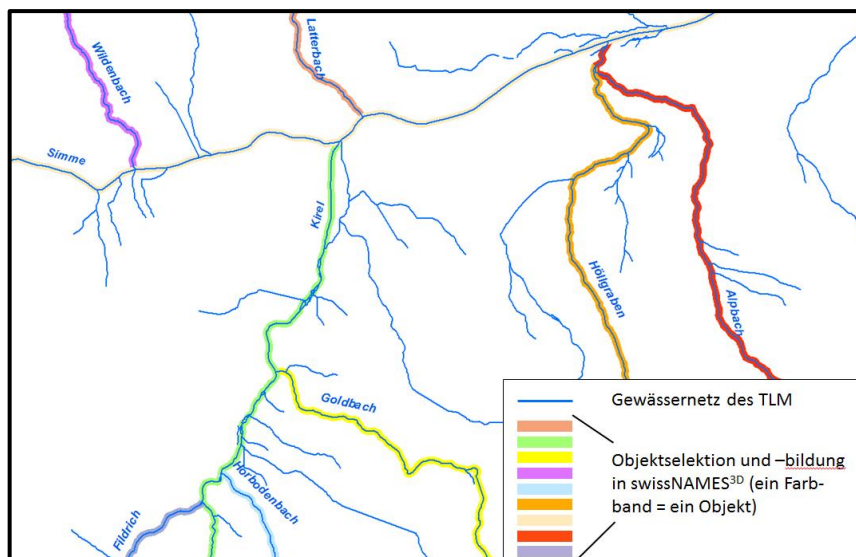 Wildenbach
Latterbach
Simme
Kirel
Höllgraben
Alpbach
Goldbach
Horbodenbach
Fildrich
Gewässernetz des TLM
Objektselektion und –bildung
in swissNAMES3D (ein Farb-
band = ein Objekt)